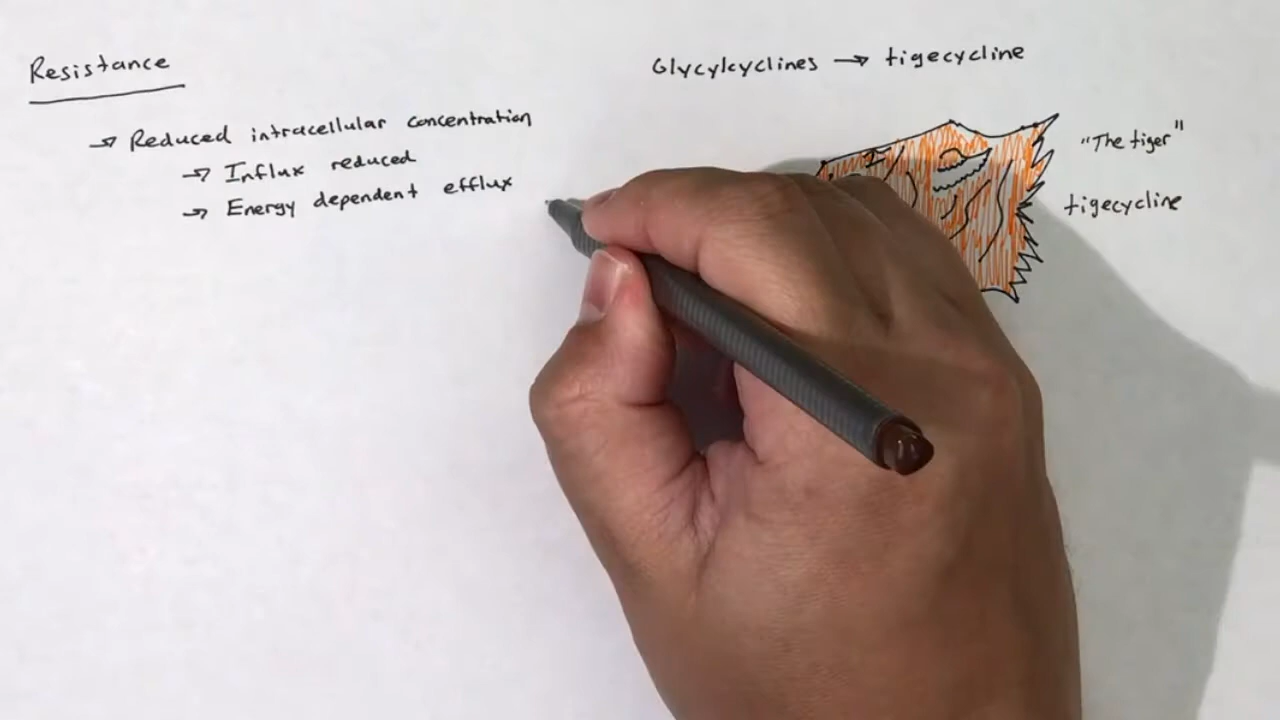 Resistance
→ Reduced intracellular concentration
→ Influx reduced
→ Energy dependent efflux
Glycylcyclines → tigecycline
"The tiger"
tigecycline